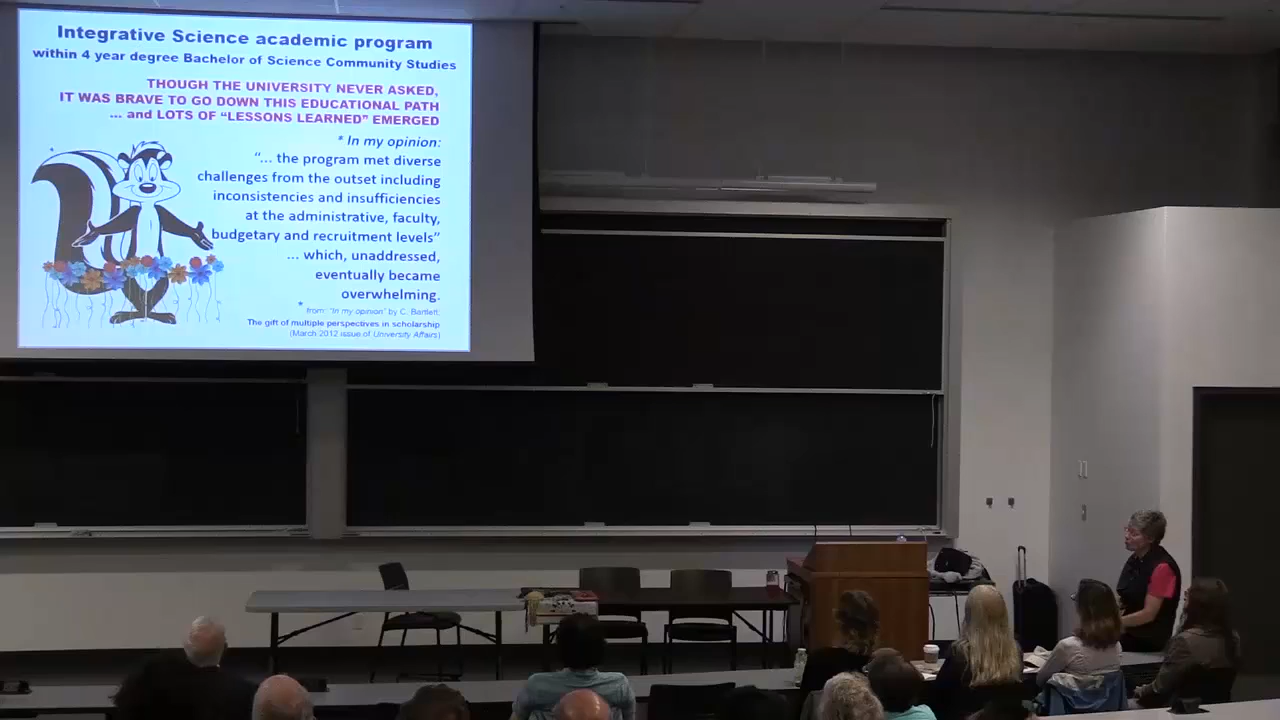 Integrative Science academic program
within 4 year degree Bachelor of Science Community Studies
THOUGH THE UNIVERSITY NEVER ASKED,
IT WAS BRAVE TO GO DOWN THIS EDUCATIONAL PATH
... and LOTS OF “LESSONS LEARNED” EMERGED
* In my opinion:
“... the program met diverse
challenges from the outset including
inconsistencies and insufficiencies
at the administrative, faculty,
budgetary and recruitment levels”
... which, unaddressed,
eventually became
overwhelming.
* from “In my opinion” by C. Bartlett;
The gift of multiple perspectives in scholarship
(March 2012 issue of University Affairs)